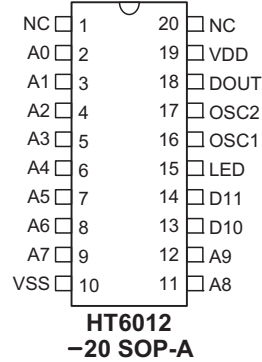 NC 1 20 NC
A0 2 19 VDD
A1 3 18 DOUT
A2 4 17 OSC2
A3 5 16 OSC1
A4 6 15 LED
A5 7 14 D11
A6 8 13 D10
A7 9 12 A9
VSS 10 11 A8
HT6012
−20 SOP-A